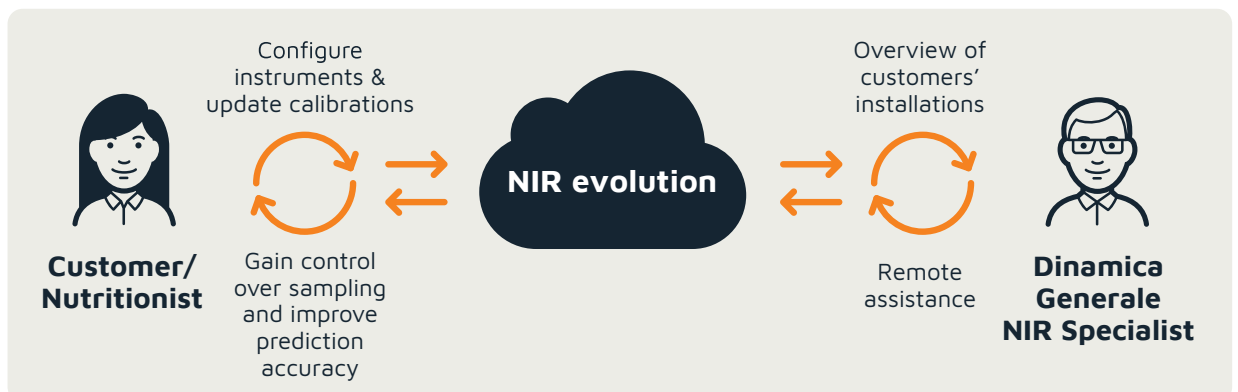 Configure
instruments &
update calibrations
Customer/
Nutritionist
Gain control
over sampling
and improve
prediction
accuracy
NIR evolution
Overview of
customers’
installations
Remote
assistance
Dinamica
Generale
NIR Specialist